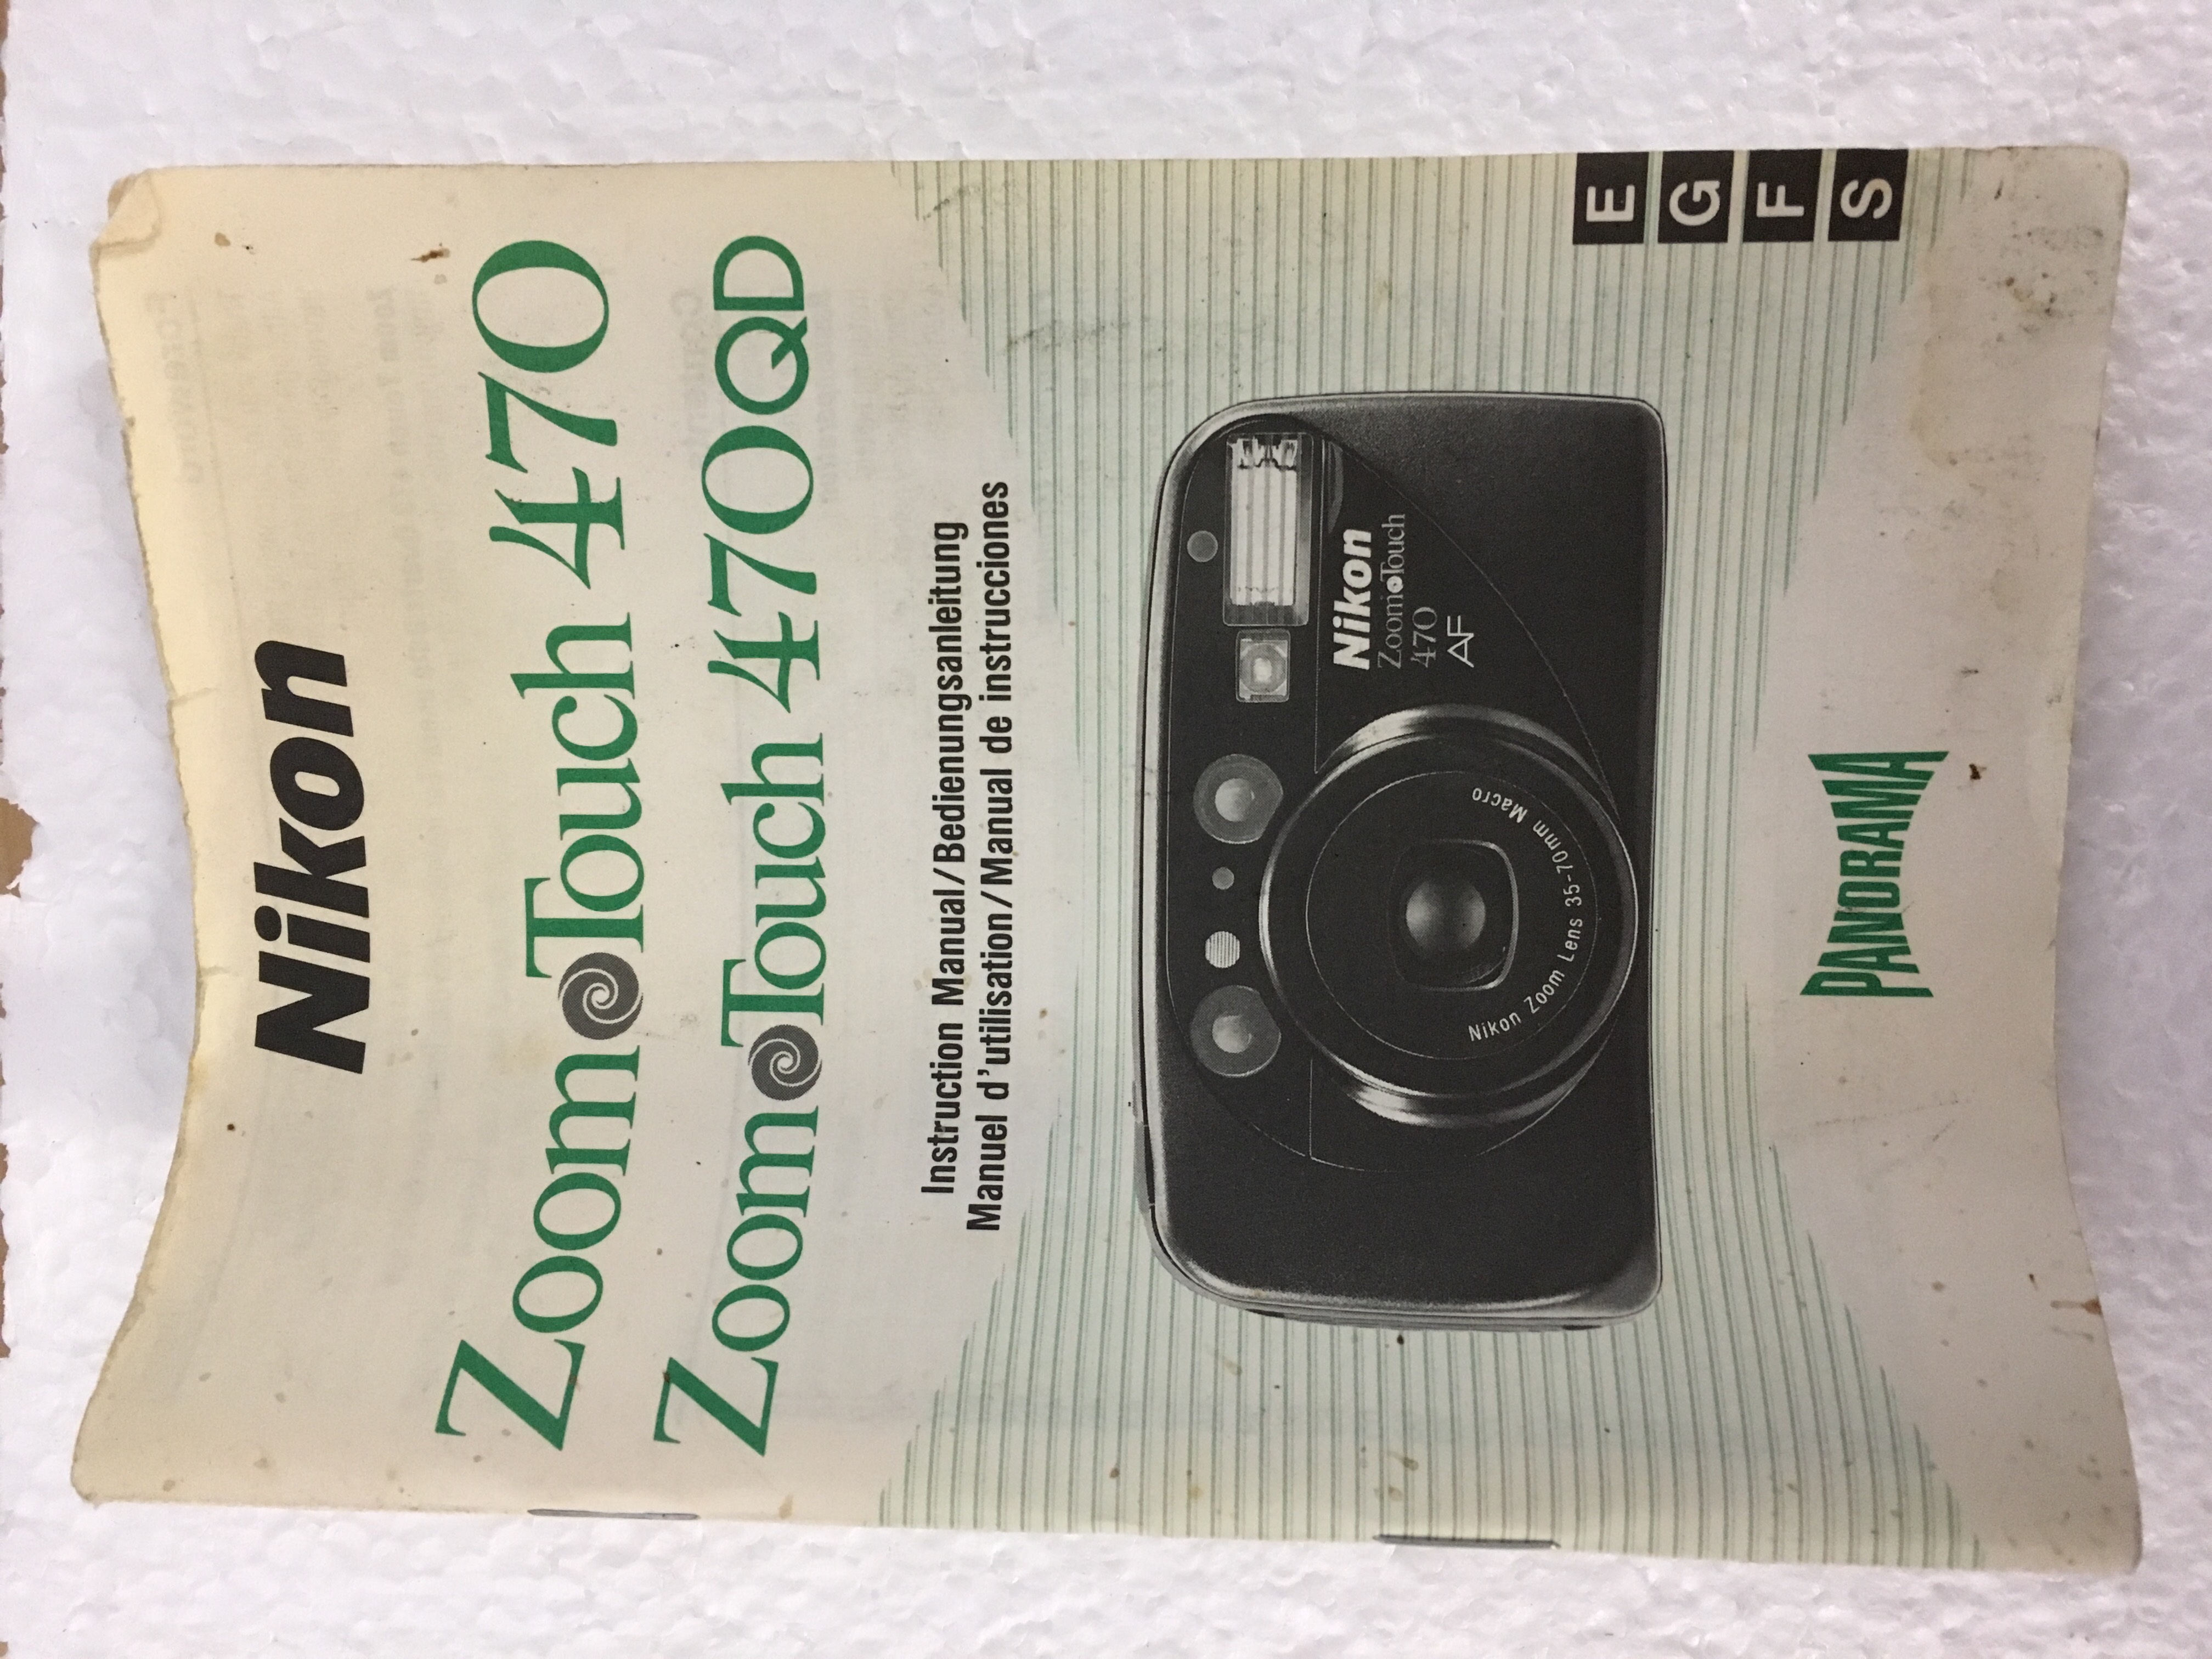 Nikon
Zoom Touch 470
Zoom Touch 470QD
Instruction Manual/Bedienungsanleitung
Manuel d'utilisation/Manual de instrucciones
Nikon
Zoom Touch
470
AF
Nikon Zoom Lens 35-70mm Macro
E
G
F
S
PANORAMA